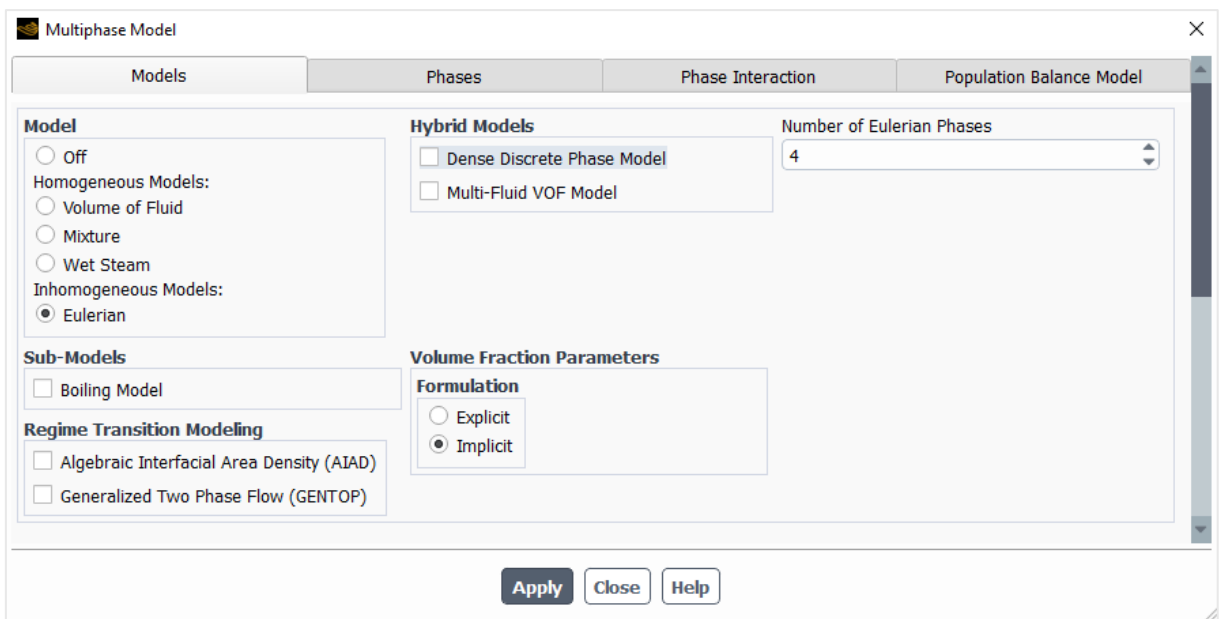 Multiphase Model
Models
Phases
Phase Interaction
Population Balance Model
Model
Off
Homogeneous Models:
Volume of Fluid
Mixture
Wet Steam
Inhomogeneous Models:
Eulerian
Hybrid Models
Dense Discrete Phase Model
Multi-Fluid VOF Model
Number of Eulerian Phases
4
Sub-Models
Boiling Model
Regime Transition Modeling
Algebraic Interfacial Area Density (AIAD)
Generalized Two Phase Flow (GENTOP)
Volume Fraction Parameters
Formulation
Explicit
Implicit
Apply
Close
Help